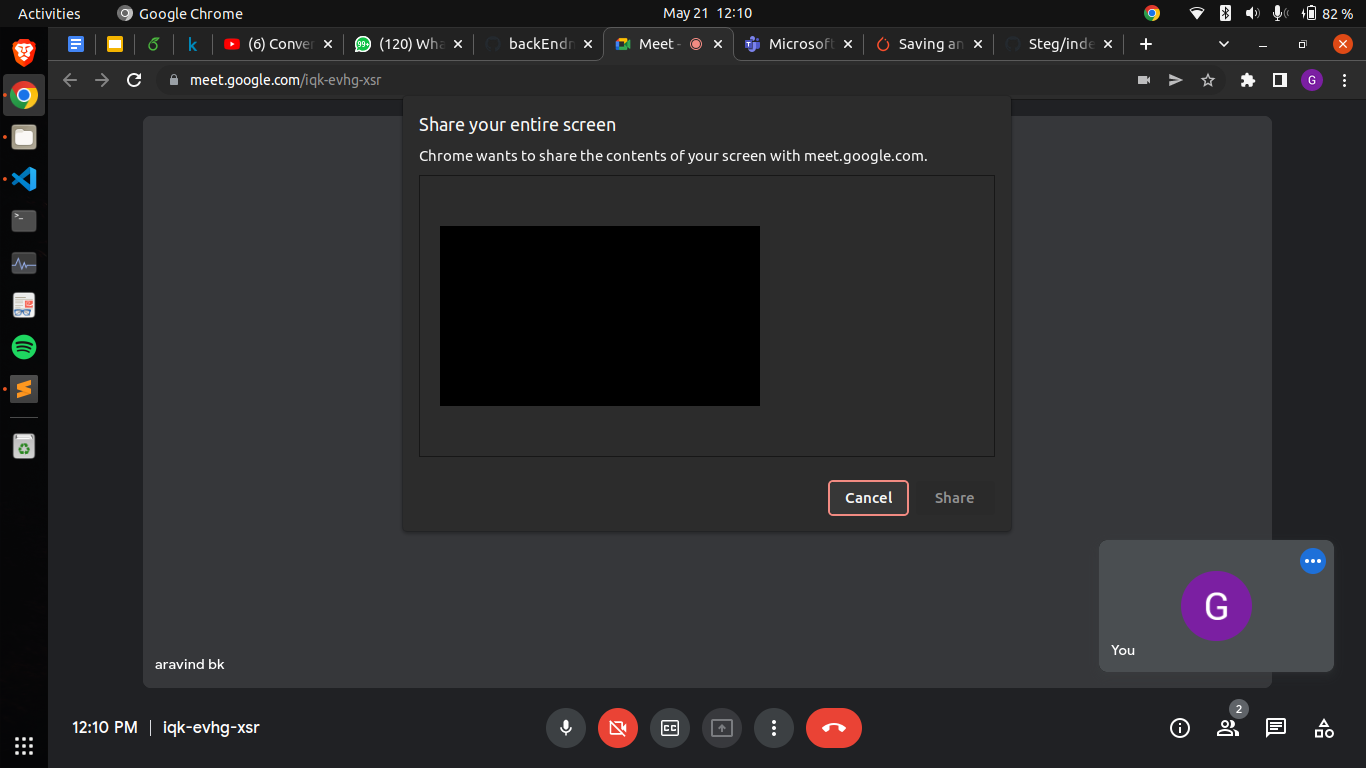 Activities
Google Chrome
May 21 12:10
82 %
(6) Conver
(120) Wha
backEndn
Meet -
Microsoft
Saving an
Steg/inde
meet.google.com/iqk-evhg-xsr
G
Share your entire screen
Chrome wants to share the contents of your screen with meet.google.com.
Cancel
Share
G
You
aravind bk
12:10 PM | iqk-evhg-xsr
2